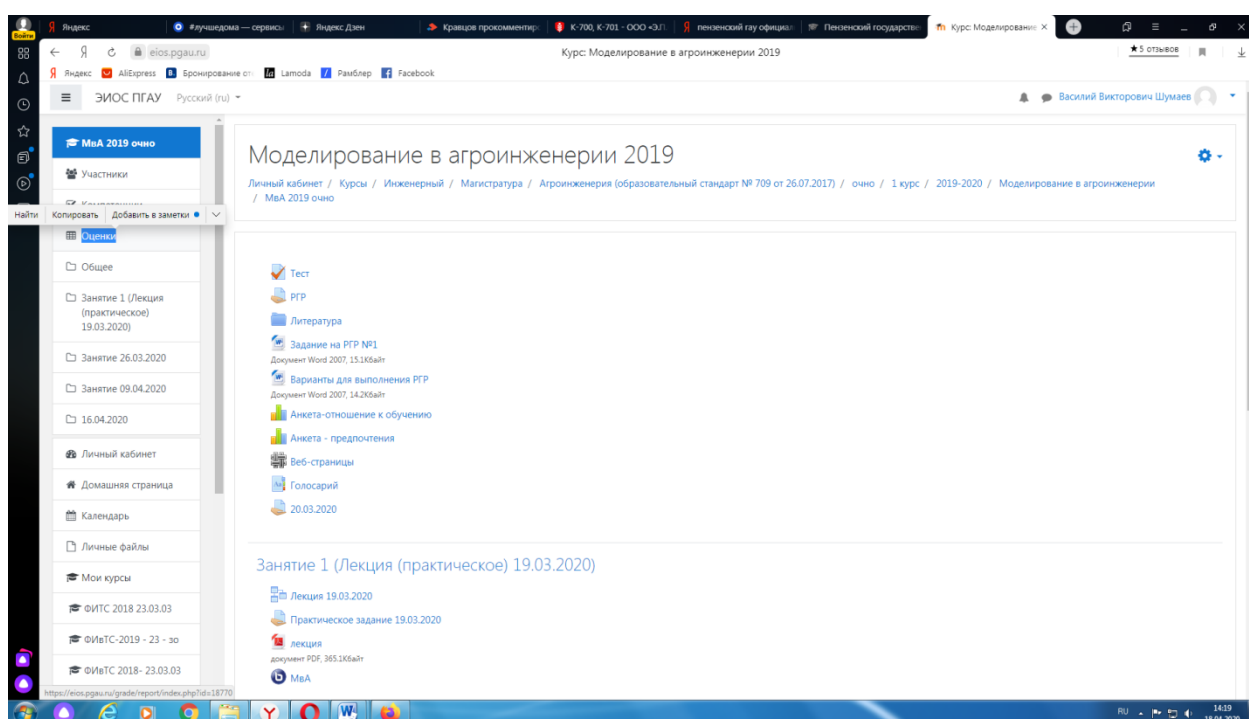 Войти
Яндекс
#лучшедома — сервисы
Яндекс Дзен
Кравцов прокомментир
К-700, К-701 - ООО «Э.П.
пензенский гау официал
Пензенский государстве
Курс: Моделирование
eios.pgau.ru
Курс: Моделирование в агроинженерии 2019
★5 отзывов
Яндекс
AliExpress
Бронирование от
Lamoda
Рамблер
Facebook
ЭИОС ПГАУ
Русский (ru)
Василий Викторович Шумаев
МвА 2019 очно
Участники
Найти
Копировать
Добавить в заметки
Оценки
Общее
Занятие 1 (Лекция
(практическое)
19.03.2020)
Занятие 26.03.2020
Занятие 09.04.2020
16.04.2020
Личный кабинет
Домашняя страница
Календарь
Личные файлы
Мои курсы
ФИТС 2018 23.03.03
ФИвТС-2019 - 23 - зо
ФИвТС 2018- 23.03.03
https://eios.pgau.ru/grade/report/index.php?id=18770
Моделирование в агроинженерии 2019
Личный кабинет / Курсы / Инженерный / Магистратура / Агроинженерия (образовательный стандарт № 709 от 26.07.2017) / очно / 1 курс / 2019-2020 / Моделирование в агроинженерии
/ МвА 2019 очно
Тест
РГР
Литература
Задание на РГР №1
Документ Word 2007, 15.1Кбайт
Варианты для выполнения РГР
Документ Word 2007, 14.2Кбайт
Анкета-отношение к обучению
Анкета - предпочтения
Веб-страницы
Голосарий
20.03.2020
Занятие 1 (Лекция (практическое) 19.03.2020)
Лекция 19.03.2020
Практическое задание 19.03.2020
лекция
документ PDF, 365.1Кбайт
МвА
RU
14:19
18.04.2020